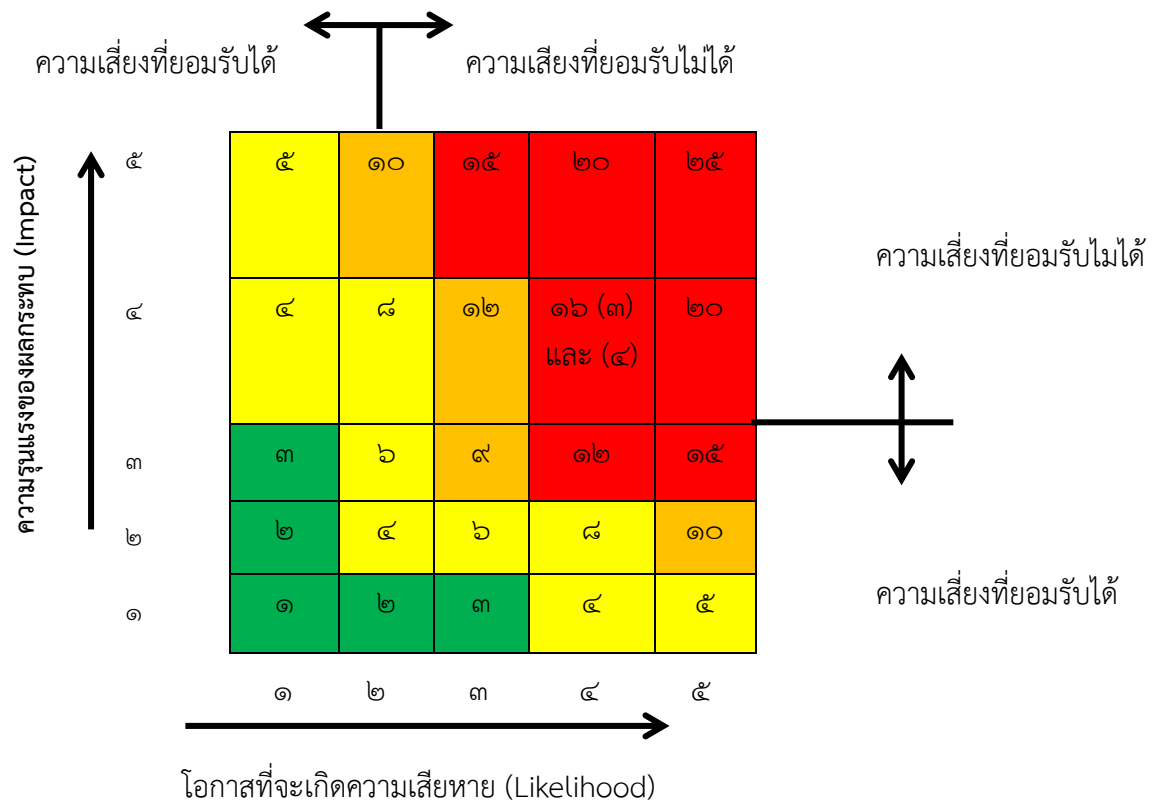 ความเสี่ยงที่ยอมรับได้ ความเสี่ยงที่ยอมรับไม่ได้
ความรุนแรงของผลกระทบ (Impact)
๕ ๕ ๑๐ ๑๕ ๒๐ ๒๕
ความเสี่ยงที่ยอมรับไม่ได้
๔ ๔ ๘ ๑๒ ๑๖ (๓) ๒๐
และ (๔)
๓ ๓ ๖ ๙ ๑๒ ๑๕
๒ ๒ ๔ ๖ ๘ ๑๐
ความเสี่ยงที่ยอมรับได้
๑ ๑ ๒ ๓ ๔ ๕
๑ ๒ ๓ ๔ ๕
โอกาสที่จะเกิดความเสียหาย (Likelihood)